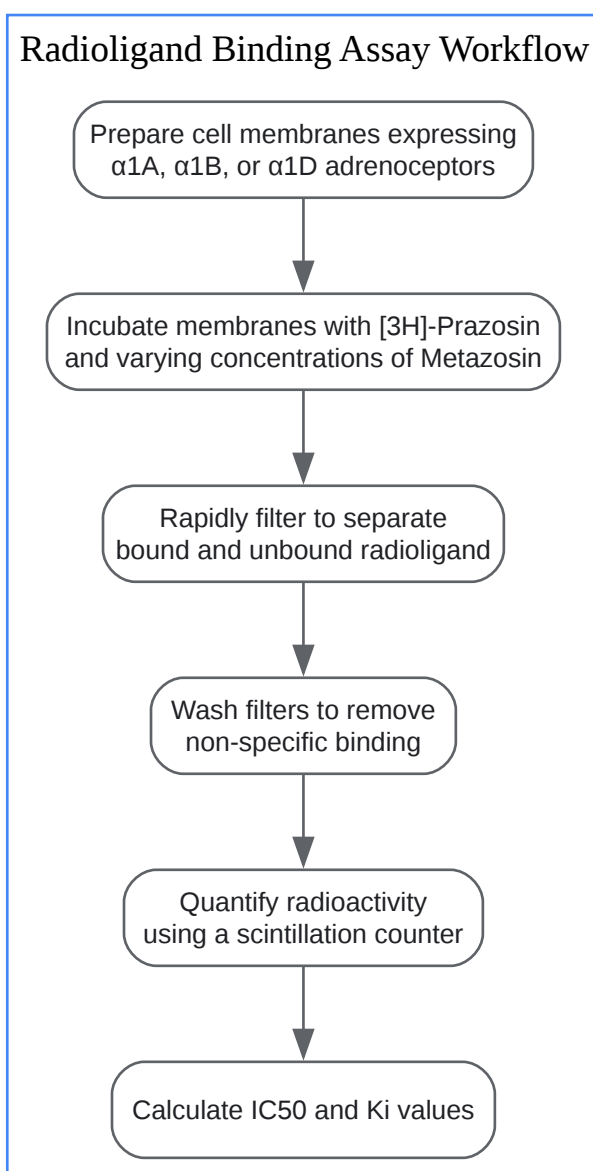 Radioligand Binding Assay Workflow
Prepare cell membranes expressing
α1A, α1B, or α1D adrenoceptors
Incubate membranes with [3H]-Prazosin
and varying concentrations of Metazosin
Rapidly filter to separate
bound and unbound radioligand
Wash filters to remove
non-specific binding
Quantify radioactivity
using a scintillation counter
Calculate IC50 and Ki values